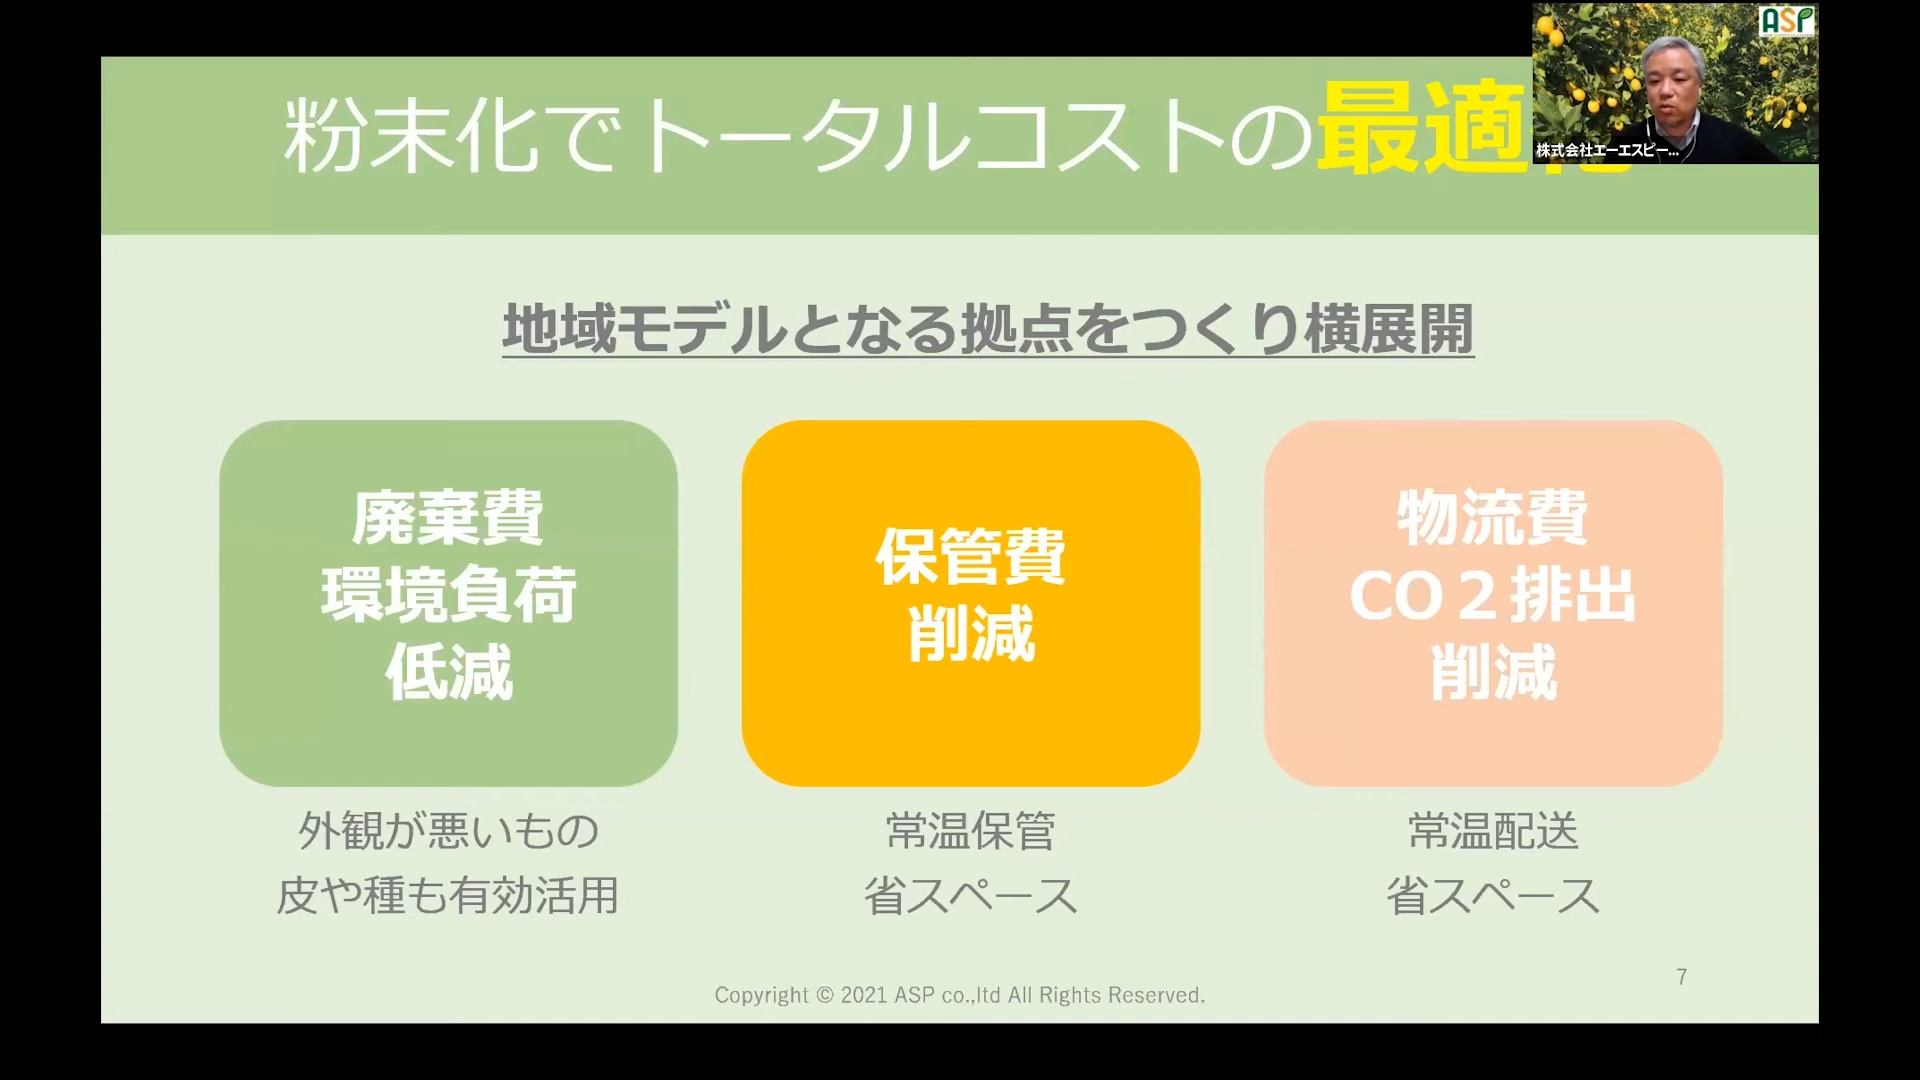 粉末化でトータルコストの最適
ASP
株式会社エーエスピー...
地域モデルとなる拠点をつくり横展開
廃棄費
環境負荷
低減
保管費
削減
物流費
CO２排出
削減
外観が悪いもの
皮や種も有効活用
常温保管
省スペース
常温配送
省スペース
7
Copyright © 2021 ASP co.,ltd All Rights Reserved.